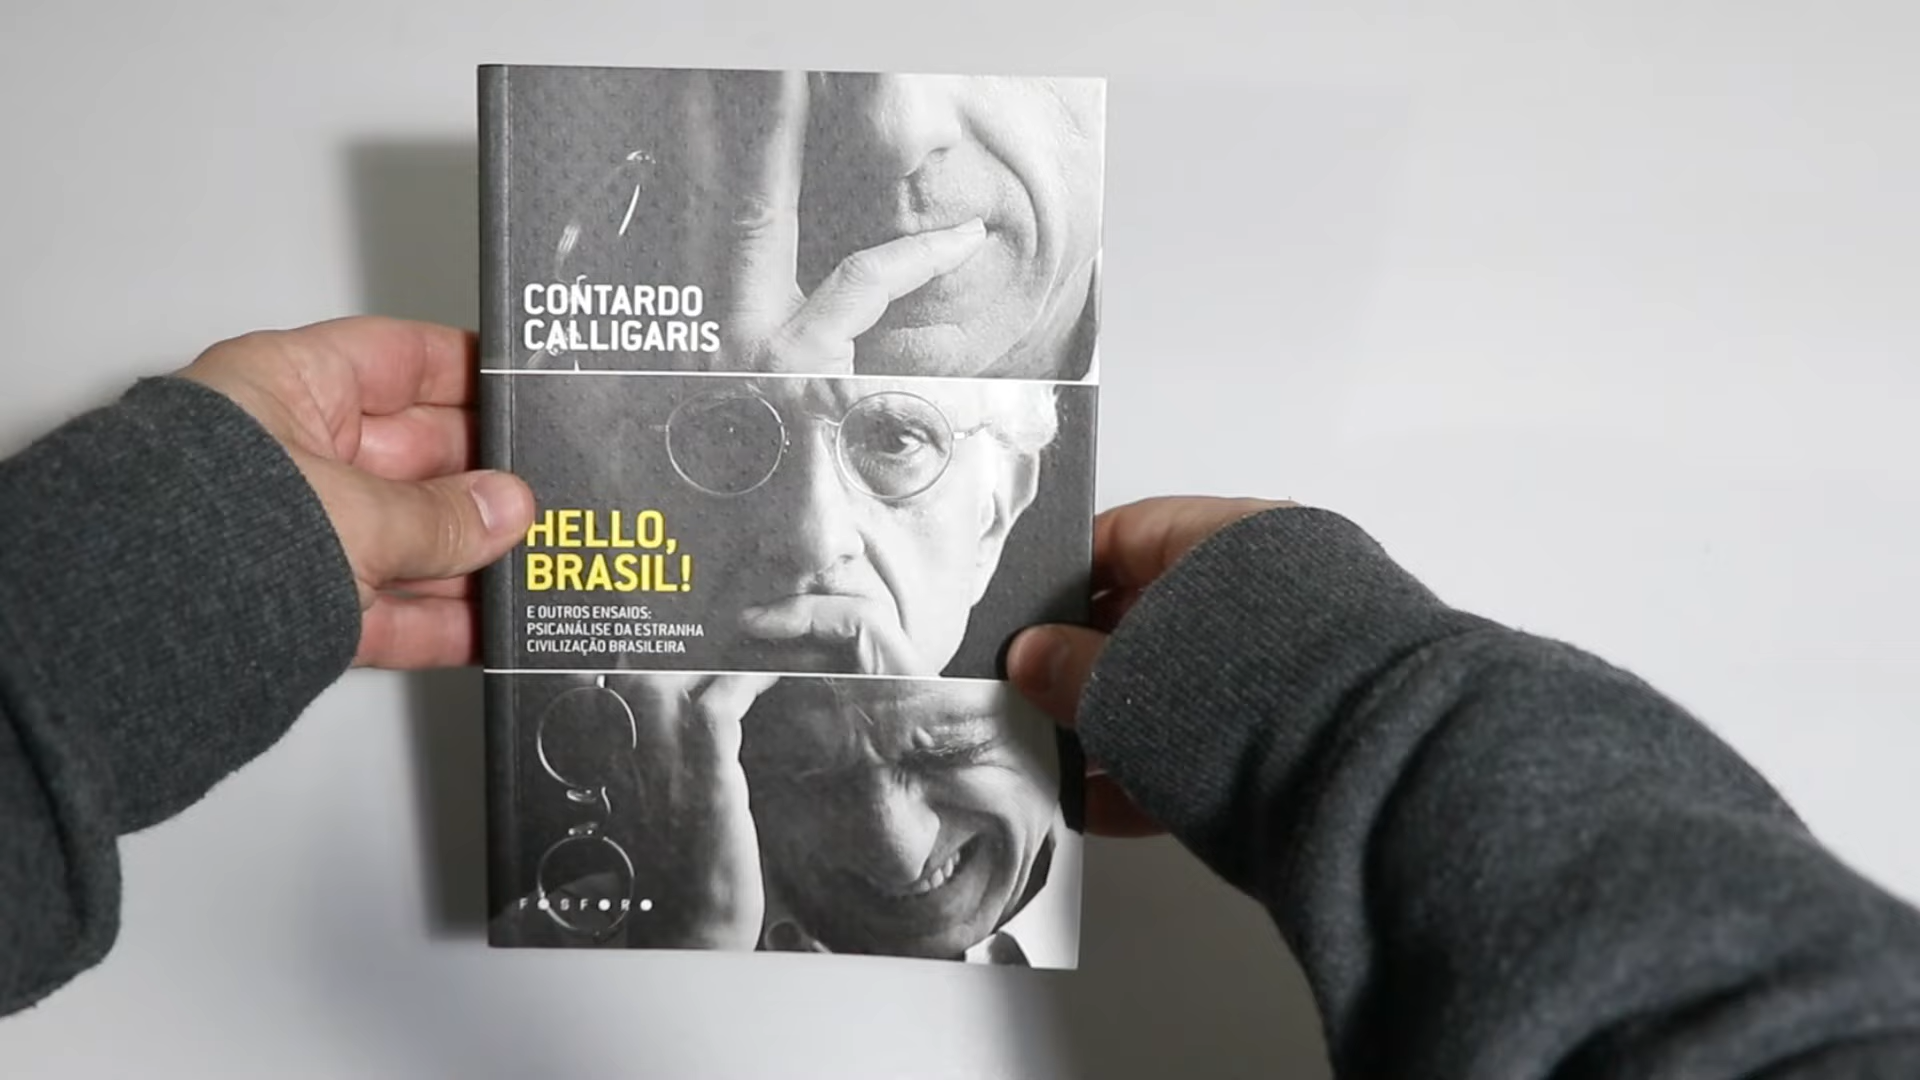 CONTARDO
CALLIGARIS
HELLO,
BRASIL!
E OUTROS ENSAIOS:
PSICANÁLISE DA ESTRANHA
CIVILIZAÇÃO BRASILEIRA
FOSFORO